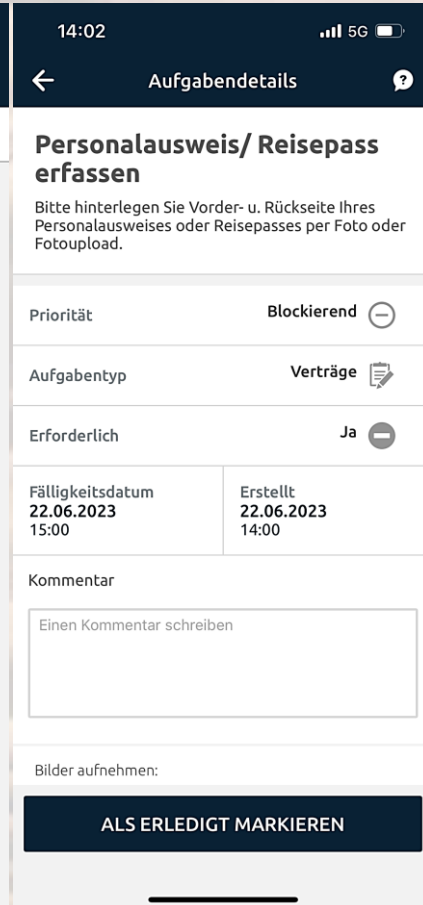 14:02
5G
Aufgabendetails
?
Personalausweis/ Reisepass
erfassen
Bitte hinterlegen Sie Vorder- u. Rückseite Ihres
Personalausweises oder Reisepasses per Foto oder
Fotoupload.
Priorität
Blockierend
Aufgabentyp
Verträge
Erforderlich
Ja
Fälligkeitsdatum
22.06.2023
15:00
Erstellt
22.06.2023
14:00
Kommentar
Einen Kommentar schreiben
Bilder aufnehmen:
ALS ERLEDIGT MARKIEREN